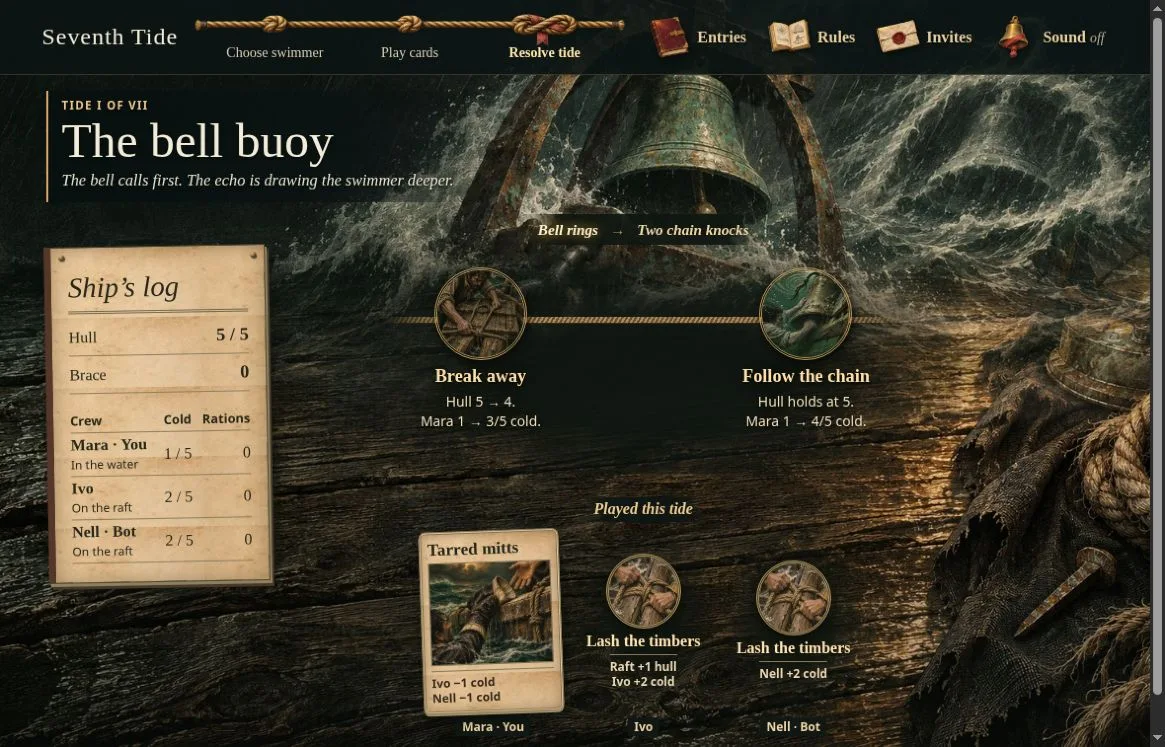 Seventh Tide
Choose swimmer
Play cards
Resolve tide
Entries
Rules
Invites
Sound off
TIDE I OF VII
The bell buoy
The bell calls first. The echo is drawing the swimmer deeper.
Bell rings → Two chain knocks
Ship’s log
Hull 5 / 5
Brace 0
Crew Cold Rations
Mara · You 1 / 5 0
In the water
Ivo 2 / 5 0
On the raft
Nell · Bot 2 / 5 0
On the raft
Break away
Hull 5 → 4.
Mara 1 → 3/5 cold.
Follow the chain
Hull holds at 5.
Mara 1 → 4/5 cold.
Played this tide
Tarred mitts
Ivo −1 cold
Nell −1 cold
Mara · You
Lash the timbers
Raft +1 hull
Ivo +2 cold
Ivo
Lash the timbers
Nell +2 cold
Nell · Bot